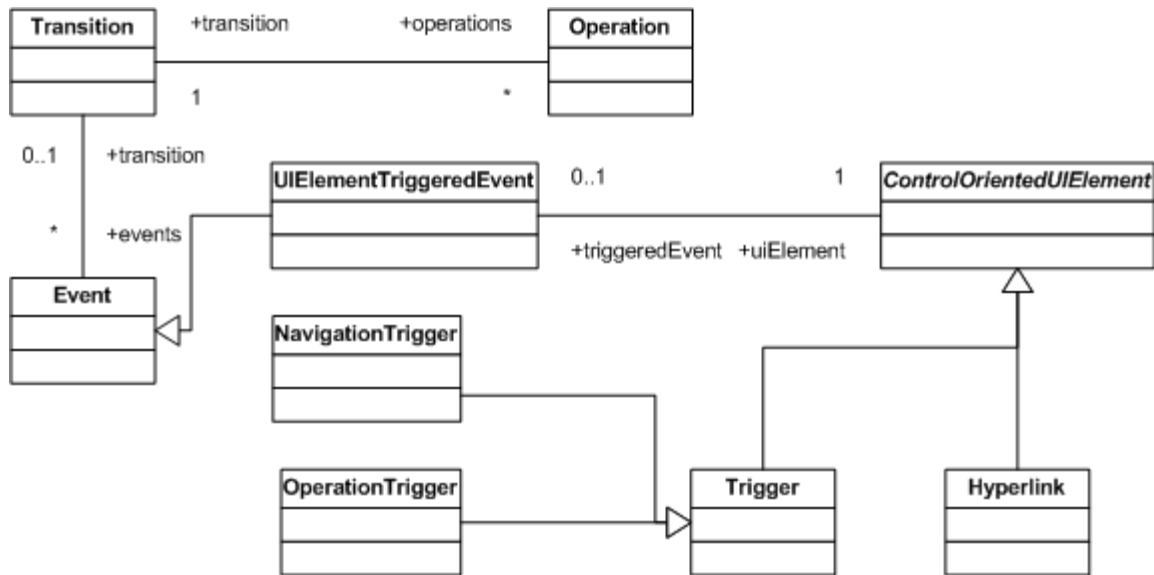 Transition +transition +operations Operation
1 *
0..1 +transition
UIElementTriggeredEvent 0..1 1 ControlOrientedUIElement
* +events
+triggeredEvent +uiElement
Event
NavigationTrigger
OperationTrigger Trigger Hyperlink